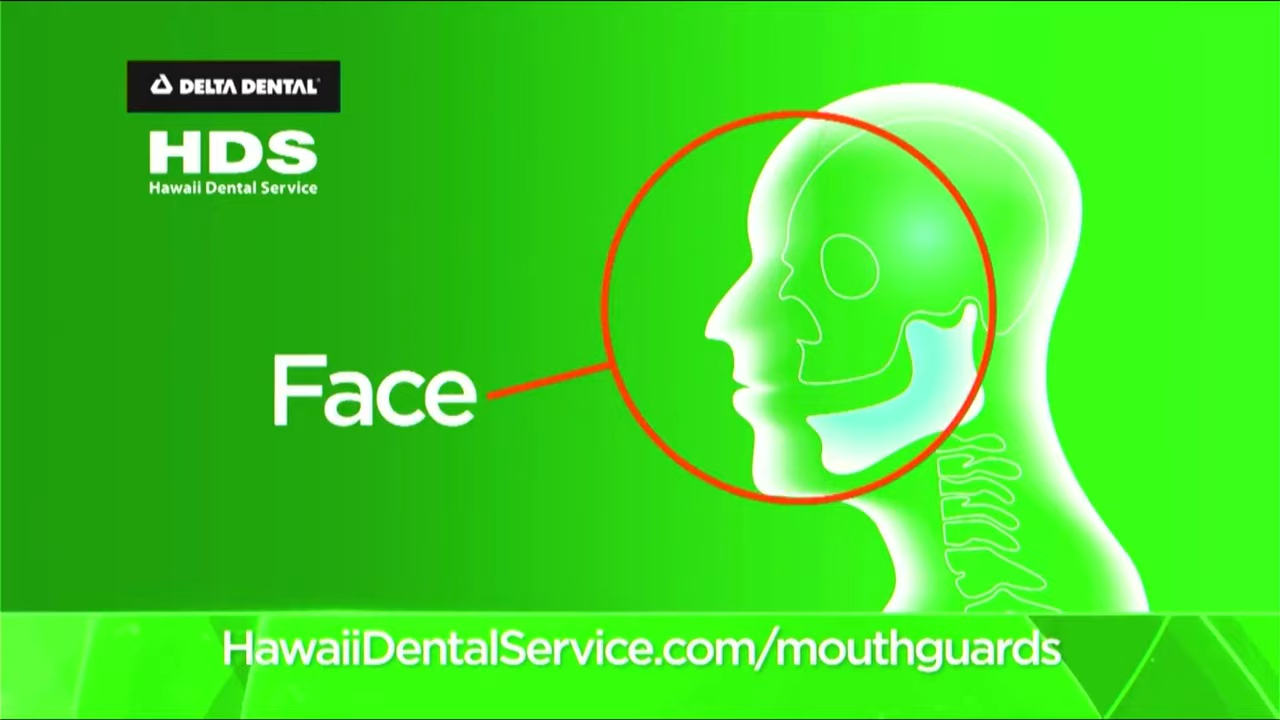 DELTA DENTAL
HDS
Hawaii Dental Service
Face
HawaiiDentalService.com/mouthguards